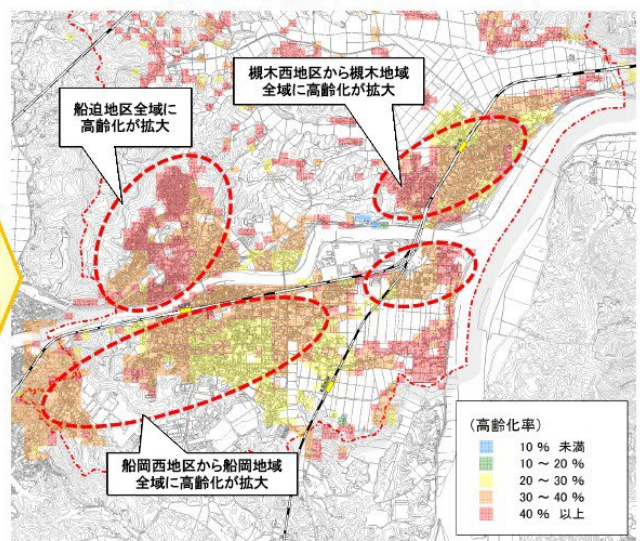 船迫地区全域に
高齢化が拡大
槻木西地区から槻木地域
全域に高齢化が拡大
船岡西地区から船岡地域
全域に高齢化が拡大
(高齢化率)
10 % 未満
10 ~ 20 %
20 ~ 30 %
30 ~ 40 %
40 % 以上